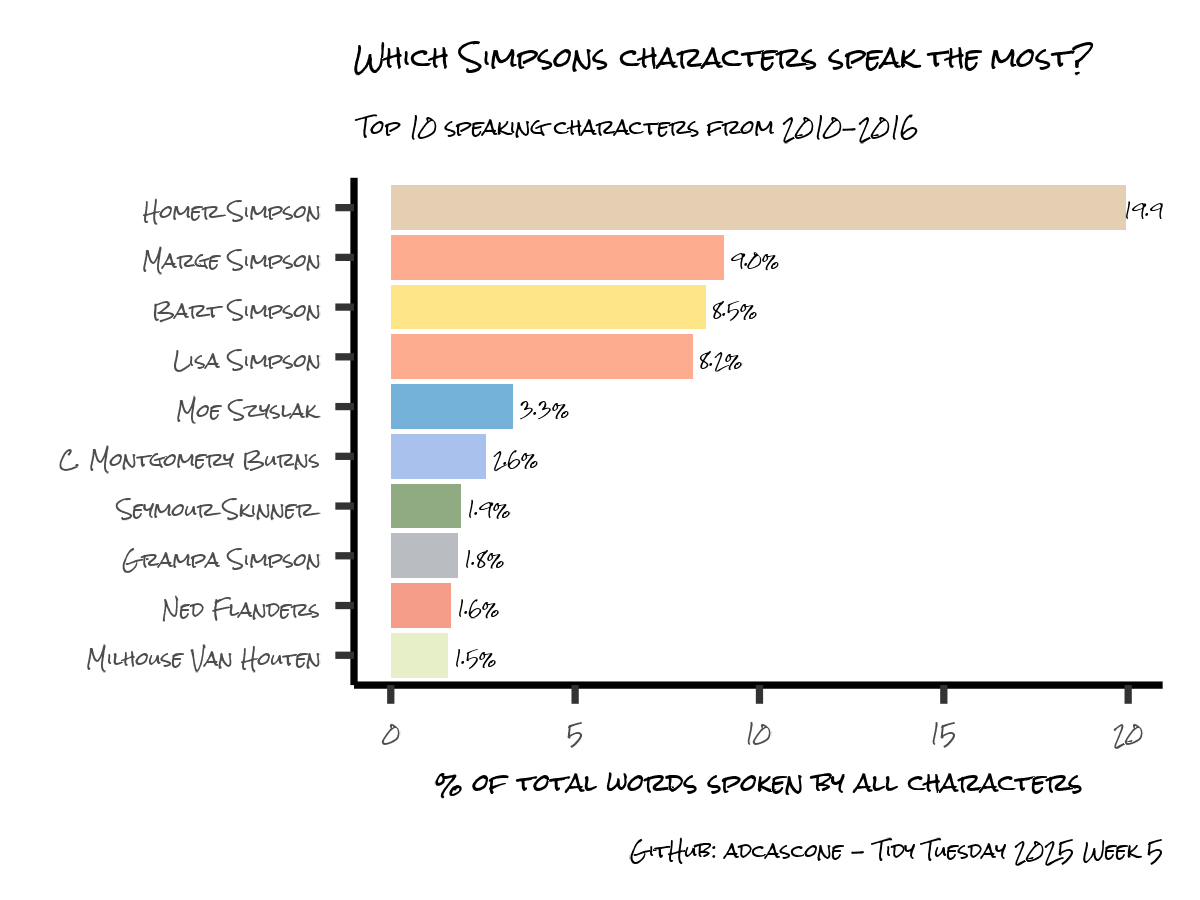 Which Simpsons characters speak the most?
Top 10 speaking characters from 2010-2016
Homer Simpson 19.9
Marge Simpson 9.0%
Bart Simpson 8.5%
Lisa Simpson 8.2%
Moe Szyslak 3.3%
C. Montgomery Burns 2.6%
Seymour Skinner 1.9%
Grampa Simpson 1.8%
Ned Flanders 1.6%
Milhouse Van Houten 1.5%
0 5 10 15 20
% of total words spoken by all characters
GitHub: adcascone - Tidy Tuesday 2025 Week 5